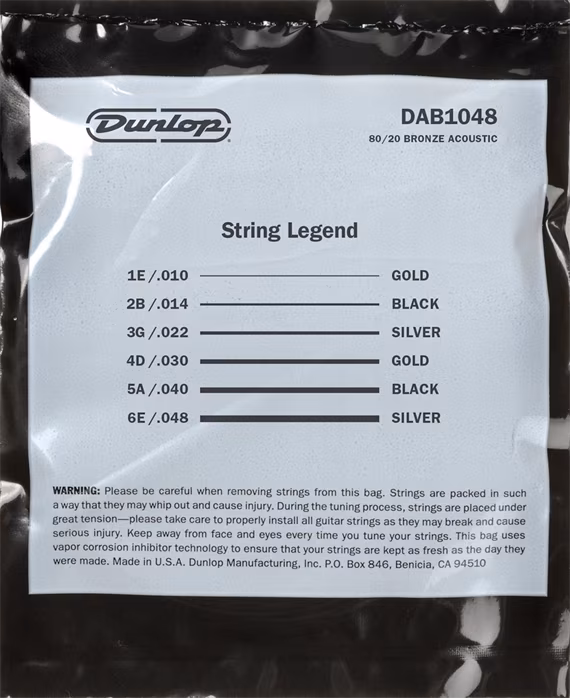 Dunlop®
DAB1048
80/20 BRONZE ACOUSTIC
String Legend
1E/.010 GOLD
2B/.014 BLACK
3G/.022 SILVER
4D/.030 GOLD
5A/.040 BLACK
6E/.048 SILVER
WARNING: Please be careful when removing strings from this bag. Strings are packed in such
a way that they may whip out and cause injury. During the tuning process, strings are placed under
great tension—please take care to properly install all guitar strings as they may break and cause
serious injury. Keep away from face and eyes every time you tune your strings. This bag uses
vapor corrosion inhibitor technology to ensure that your strings are kept as fresh as the day they
were made. Made in U.S.A. Dunlop Manufacturing, Inc. P.O. Box 846, Benicia, CA 94510